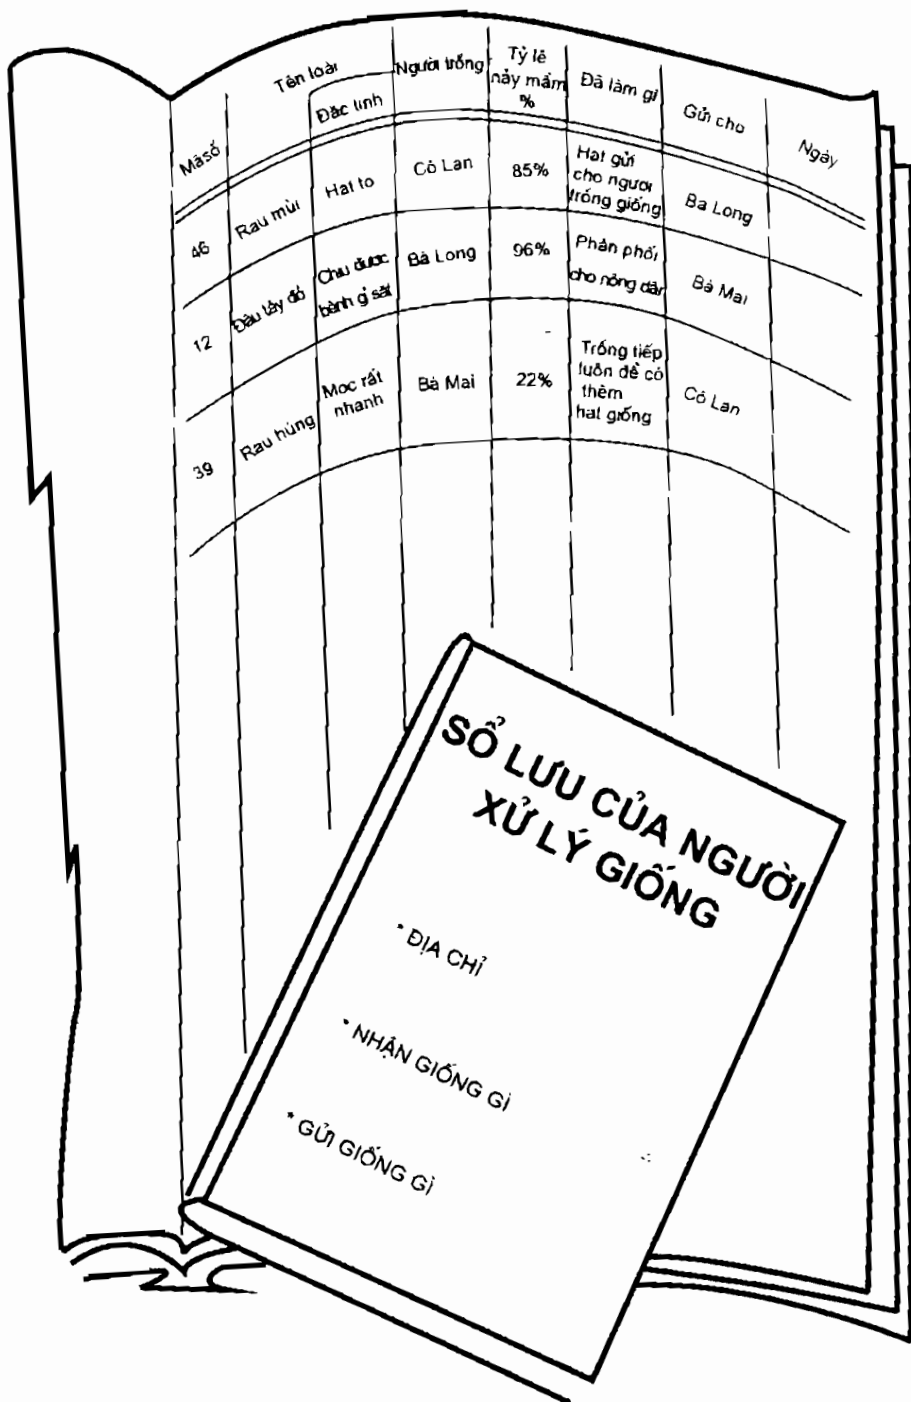 Mã số
Tên loài
Đặc tính
Người trồng
Tỷ lệ
nảy mầm
%
Đã làm gì
Gửi cho
Ngày
46
Rau mùi
Hạt to
Cô Lan
85%
Hạt gửi
cho người
trồng giống
Bà Long
12
Đậu tây đỏ
Chịu được
bệnh gỉ sắt
Bà Long
96%
Phân phối
cho nông dân
Bà Mai
39
Rau húng
Mọc rất
nhanh
Bà Mai
22%
Trồng tiếp
luôn để có
thêm
hạt giống
Cô Lan
SỔ LƯU CỦA NGƯỜI
XỬ LÝ GIỐNG
* ĐỊA CHỈ
* NHẬN GIỐNG GÌ
* GỬI GIỐNG GÌ